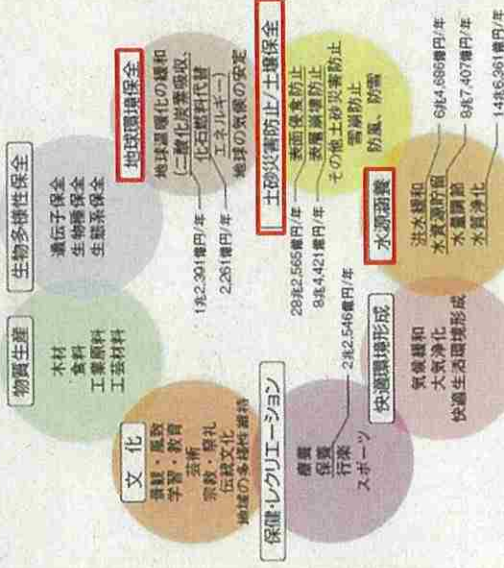 物質生産
木材
食料
工業原料
工芸材料
生物多様性保全
遺伝子保全
生物種保全
生態系保全
地球環境保全
地球温暖化の緩和
(二酸化炭素吸収、
化石燃料代替
エネルギー)
地球の気候の安定
1兆2,391億円/年
2,261億円/年
土砂災害防止/土壌保全
表面侵食防止
表層崩壊防止
その他土砂災害防止
雪崩防止
防風、防雪
28兆2,565億円/年
8兆4,421億円/年
水源涵養
洪水緩和
水資源貯留
水量調節
水質浄化
6兆4,686億円/年
8兆7,407億円/年
14兆6,361億円/年
快適環境形成
気候緩和
大気浄化
快適生活環境形成
保健・レクリエーション
療養
保養
行楽
スポーツ
2兆2,546億円/年
文化
景観・風致
学習・教育
芸術
宗教・祭礼
伝統文化
地域の多様性維持